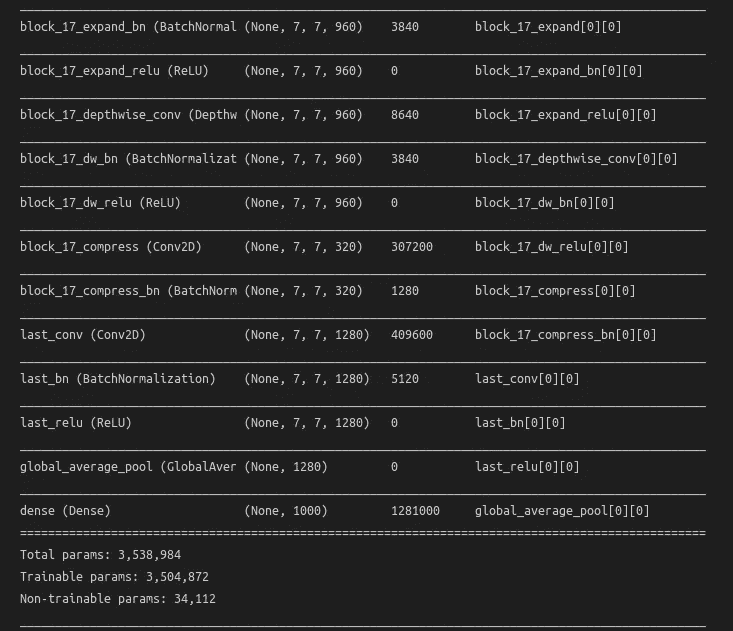 block_17_expand_bn (BatchNormal (None, 7, 7, 960) 3840 block_17_expand[0][0]
block_17_expand_relu (ReLU) (None, 7, 7, 960) 0 block_17_expand_bn[0][0]
block_17_depthwise_conv (Depthw (None, 7, 7, 960) 8640 block_17_expand_relu[0][0]
block_17_dw_bn (BatchNormalizat (None, 7, 7, 960) 3840 block_17_depthwise_conv[0][0]
block_17_dw_relu (ReLU) (None, 7, 7, 960) 0 block_17_dw_bn[0][0]
block_17_compress (Conv2D) (None, 7, 7, 320) 307200 block_17_dw_relu[0][0]
block_17_compress_bn (BatchNorm (None, 7, 7, 320) 1280 block_17_compress[0][0]
last_conv (Conv2D) (None, 7, 7, 1280) 409600 block_17_compress_bn[0][0]
last_bn (BatchNormalization) (None, 7, 7, 1280) 5120 last_conv[0][0]
last_relu (ReLU) (None, 7, 7, 1280) 0 last_bn[0][0]
global_average_pool (GlobalAver (None, 1280) 0 last_relu[0][0]
dense (Dense) (None, 1000) 1281000 global_average_pool[0][0]
Total params: 3,538,984
Trainable params: 3,504,872
Non-trainable params: 34,112